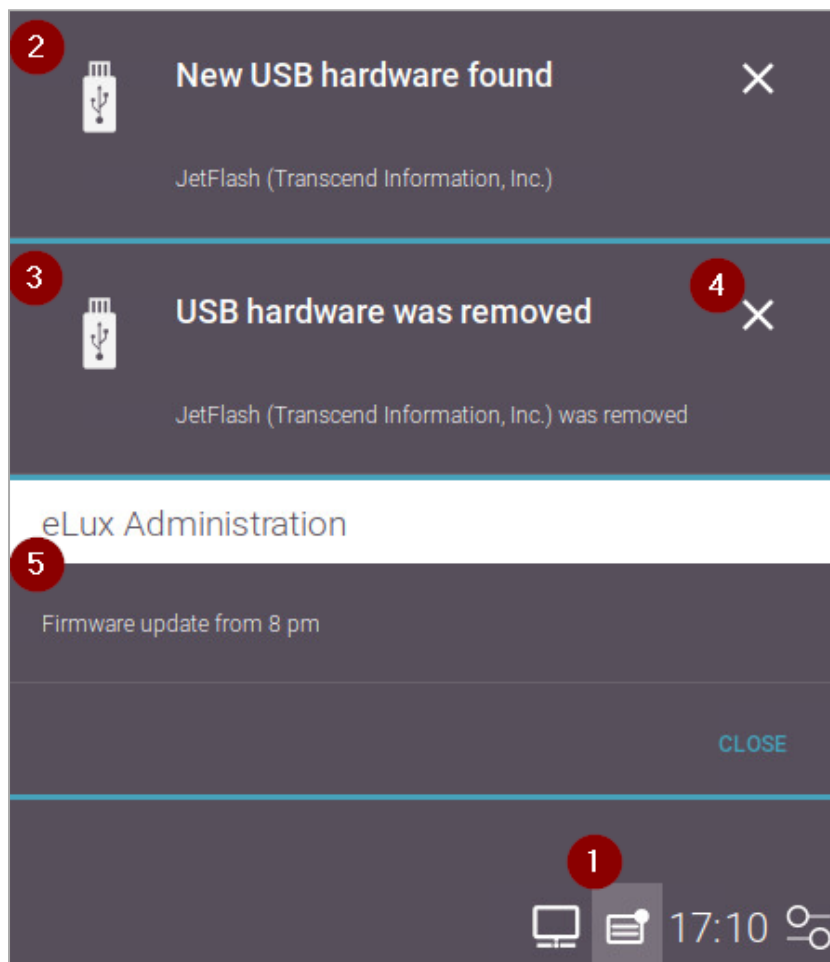 2
New USB hardware found
JetFlash (Transcend Information, Inc.)
3
4
USB hardware was removed
JetFlash (Transcend Information, Inc.) was removed
eLux Administration
5
Firmware update from 8 pm
CLOSE
1
17:10